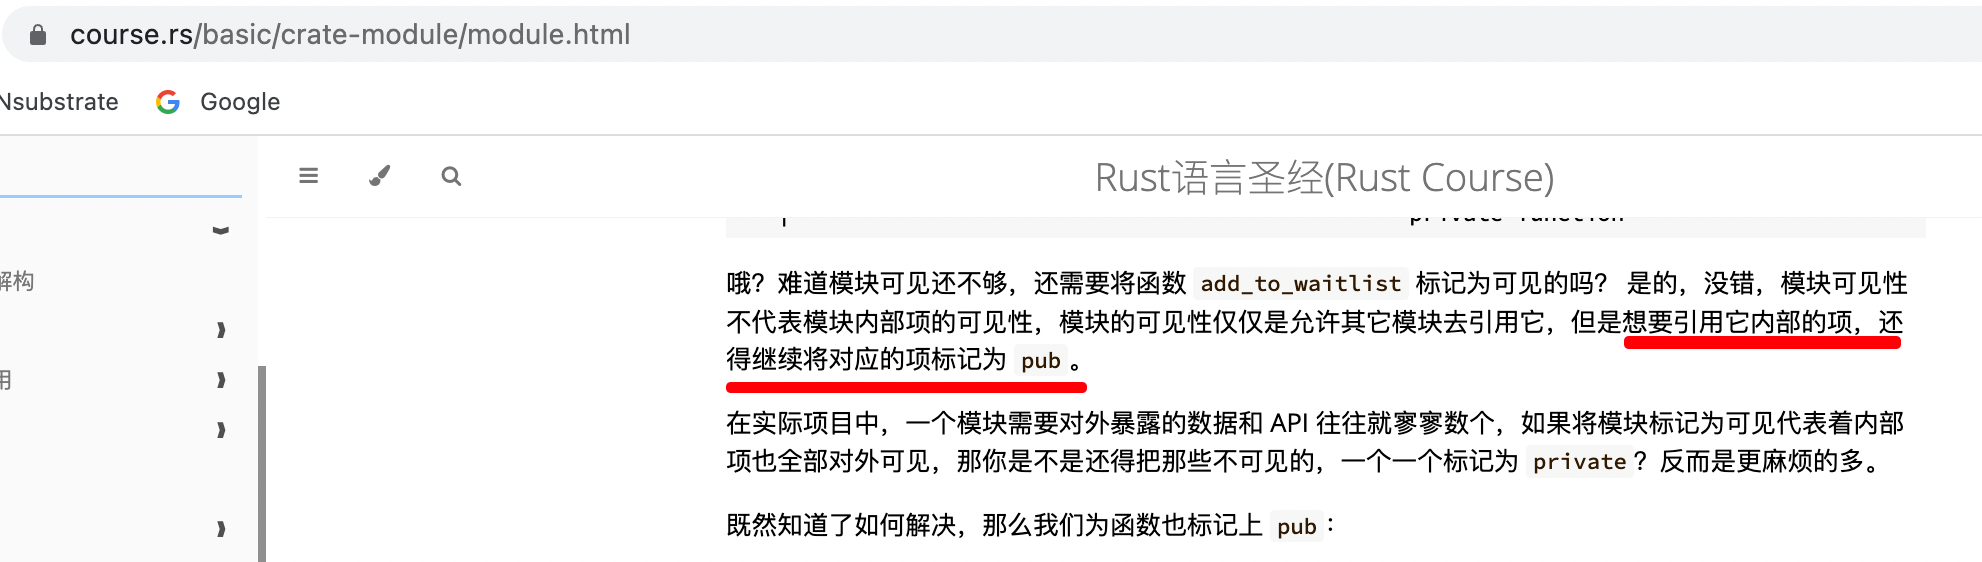 course.rs/basic/crate-module/module.html
Nsubstrate Google
Rust语言圣经(Rust Course)
private function
解构
哦？难道模块可见还不够，还需要将函数 add_to_waitlist 标记为可见的吗？ 是的，没错，模块可见性
不代表模块内部项的可见性，模块的可见性仅仅是允许其它模块去引用它，但是想要引用它内部的项，还
得继续将对应的项标记为 pub 。
用
在实际项目中，一个模块需要对外暴露的数据和 API 往往就寥寥数个，如果将模块标记为可见代表着内部
项也全部对外可见，那你是不是还得把那些不可见的，一个一个标记为 private？反而是更麻烦的多。
既然知道了如何解决，那么我们为函数也标记上 pub：